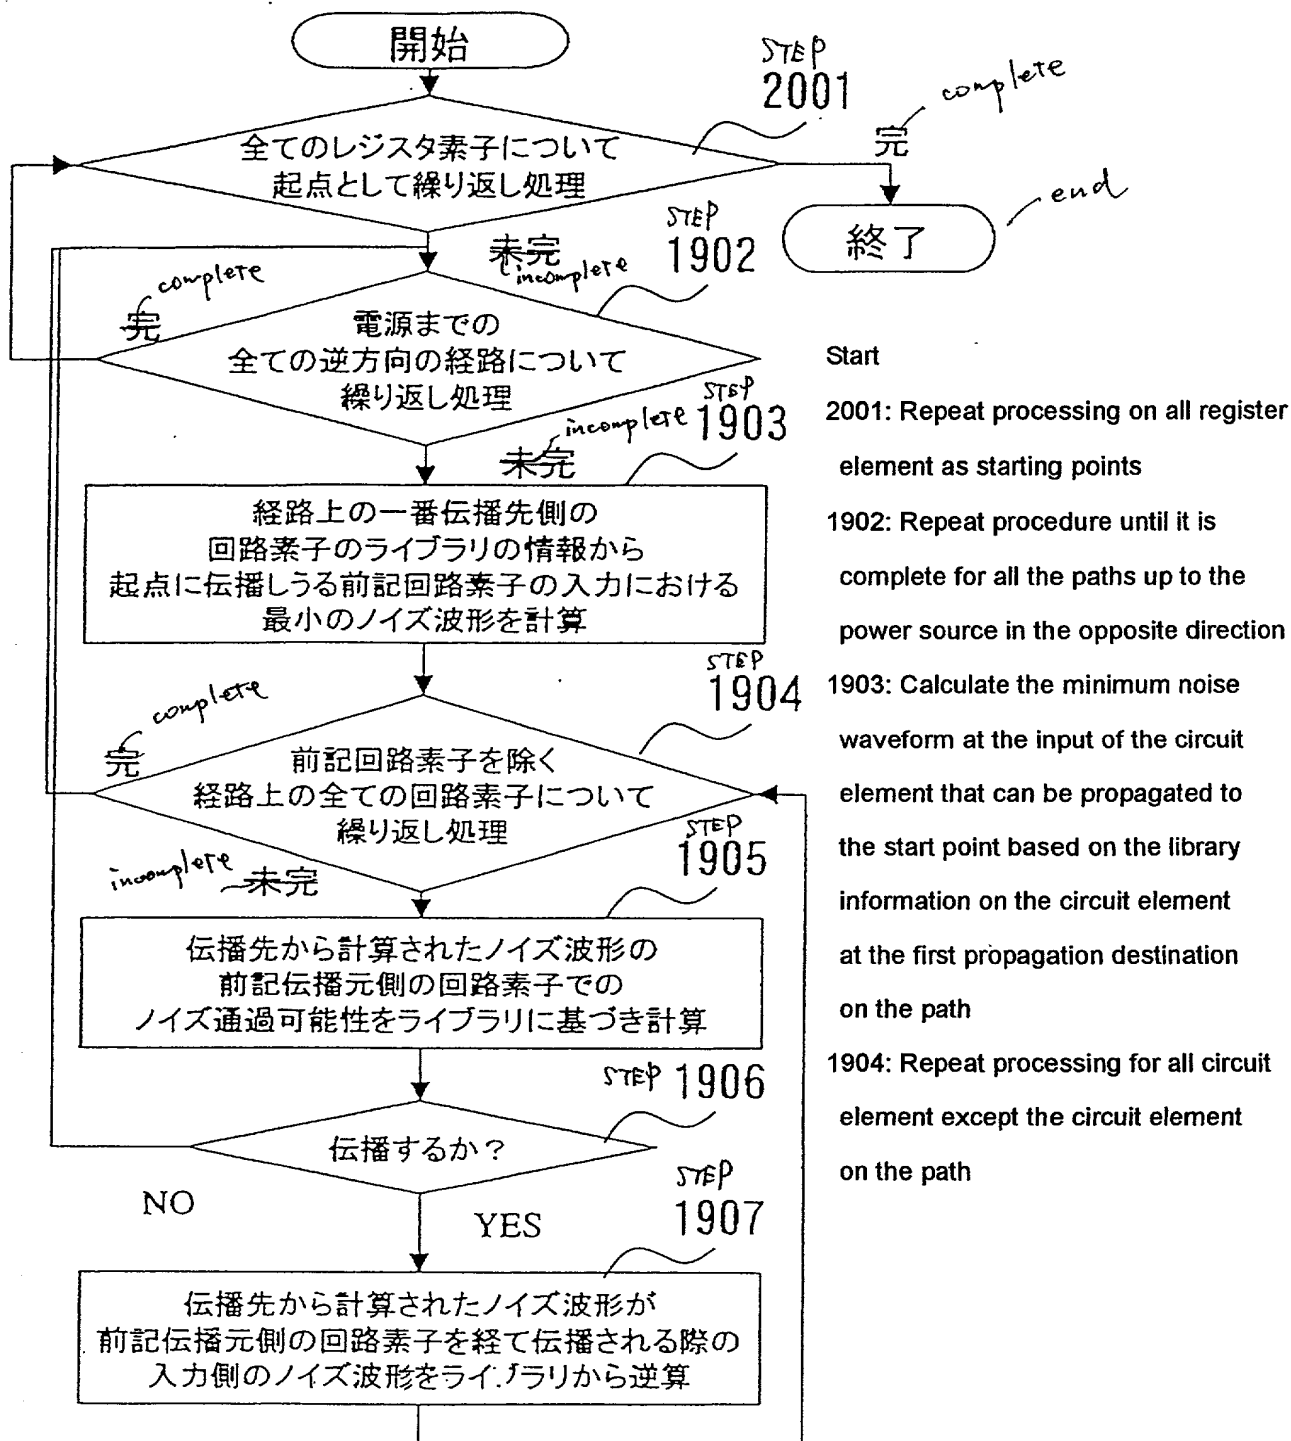 開始
STEP
2001
complete
完
全てのレジスタ素子について
起点として繰り返し処理
end
終了
STEP
1902
未完
incomplete
complete
完
電源までの
全ての逆方向の経路について
繰り返し処理
STEP
1903
incomplete
未完
経路上の一番伝播先側の
回路素子のライブラリの情報から
起点に伝播しうる前記回路素子の入力における
最小のノイズ波形を計算
STEP
1904
complete
完
前記回路素子を除く
経路上の全ての回路素子について
繰り返し処理
STEP
1905
incomplete
未完
伝播先から計算されたノイズ波形の
前記伝播元側の回路素子での
ノイズ通過可能性をライブラリに基づき計算
STEP 1906
伝播するか?
NO
YES
STEP
1907
伝播先から計算されたノイズ波形が
前記伝播元側の回路素子を経て伝播される際の
入力側のノイズ波形をライブラリから逆算
Start
2001: Repeat processing on all register
element as starting points
1902: Repeat procedure until it is
complete for all the paths up to the
power source in the opposite direction
1903: Calculate the minimum noise
waveform at the input of the circuit
element that can be propagated to
the start point based on the library
information on the circuit element
at the first propagation destination
on the path
1904: Repeat processing for all circuit
element except the circuit element
on the path